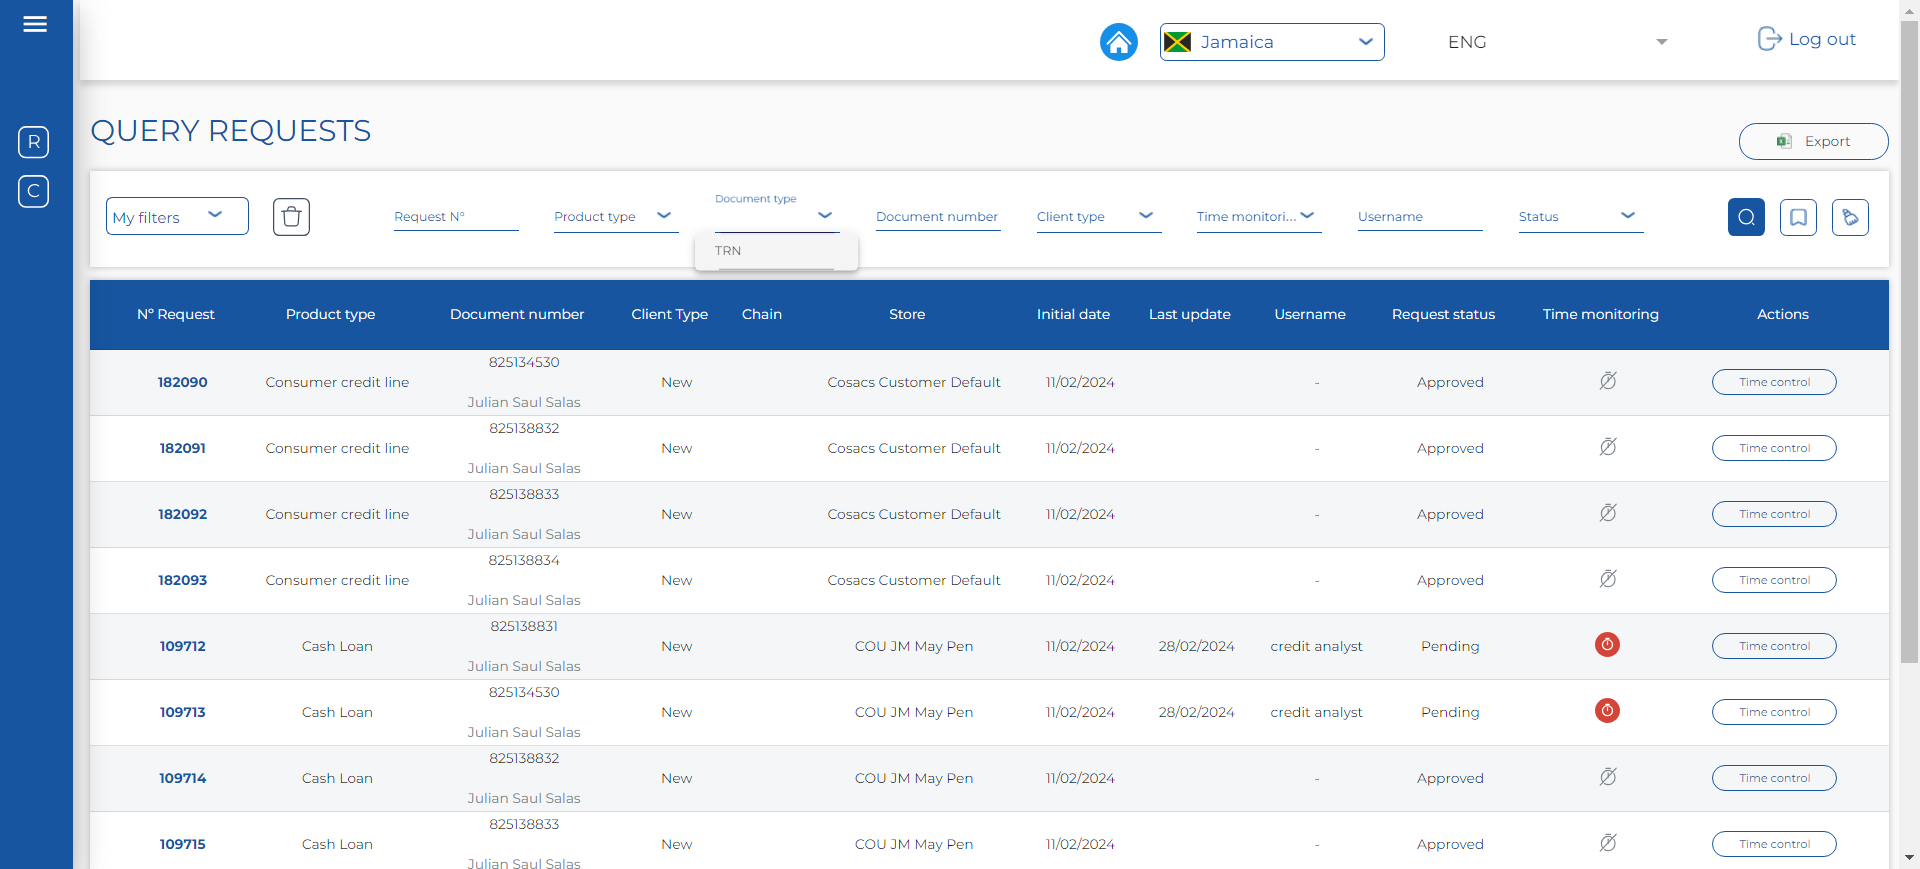 Jamaica
ENG
Log out
R
C
QUERY REQUESTS
Export
My filters
Request N°
Product type
Document type
Document number
Client type
Time monitori...
Username
Status
TRN
N° Request
Product type
Document number
Client Type
Chain
Store
Initial date
Last update
Username
Request status
Time monitoring
Actions
182090
Consumer credit line
825134530
Julian Saul Salas
New
Cosacs Customer Default
11/02/2024
-
Approved
Time control
182091
Consumer credit line
825138832
Julian Saul Salas
New
Cosacs Customer Default
11/02/2024
-
Approved
Time control
182092
Consumer credit line
825138833
Julian Saul Salas
New
Cosacs Customer Default
11/02/2024
-
Approved
Time control
182093
Consumer credit line
825138834
Julian Saul Salas
New
Cosacs Customer Default
11/02/2024
-
Approved
Time control
109712
Cash Loan
825138831
Julian Saul Salas
New
COU JM May Pen
11/02/2024
28/02/2024
credit analyst
Pending
Time control
109713
Cash Loan
825134530
Julian Saul Salas
New
COU JM May Pen
11/02/2024
28/02/2024
credit analyst
Pending
Time control
109714
Cash Loan
825138832
Julian Saul Salas
New
COU JM May Pen
11/02/2024
-
Approved
Time control
109715
Cash Loan
825138833
Julian Saul Salas
New
COU JM May Pen
11/02/2024
-
Approved
Time control